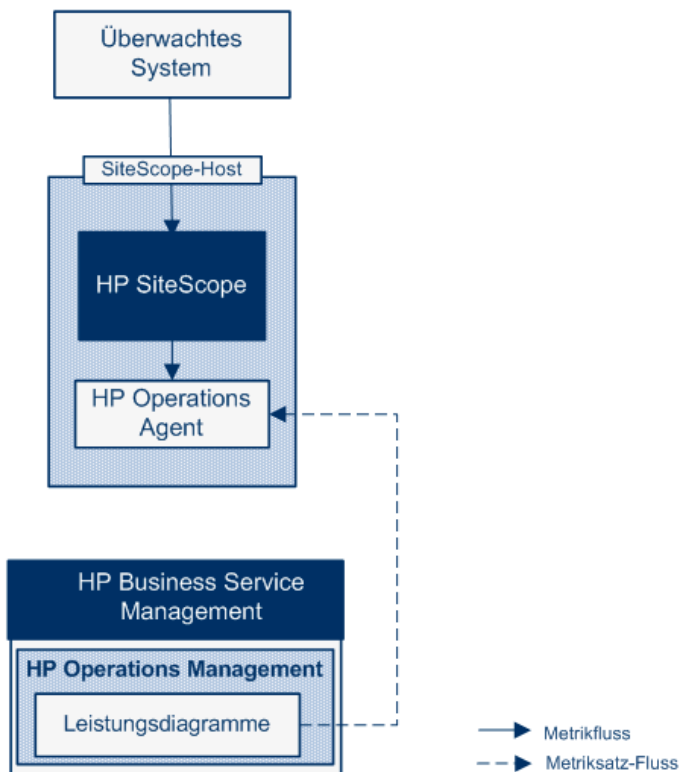 Überwachtes
System
SiteScope-Host
HP SiteScope
HP Operations
Agent
HP Business Service
Management
HP Operations Management
Leistungsdiagramme
Metrikfluss
Metriksatz-Fluss